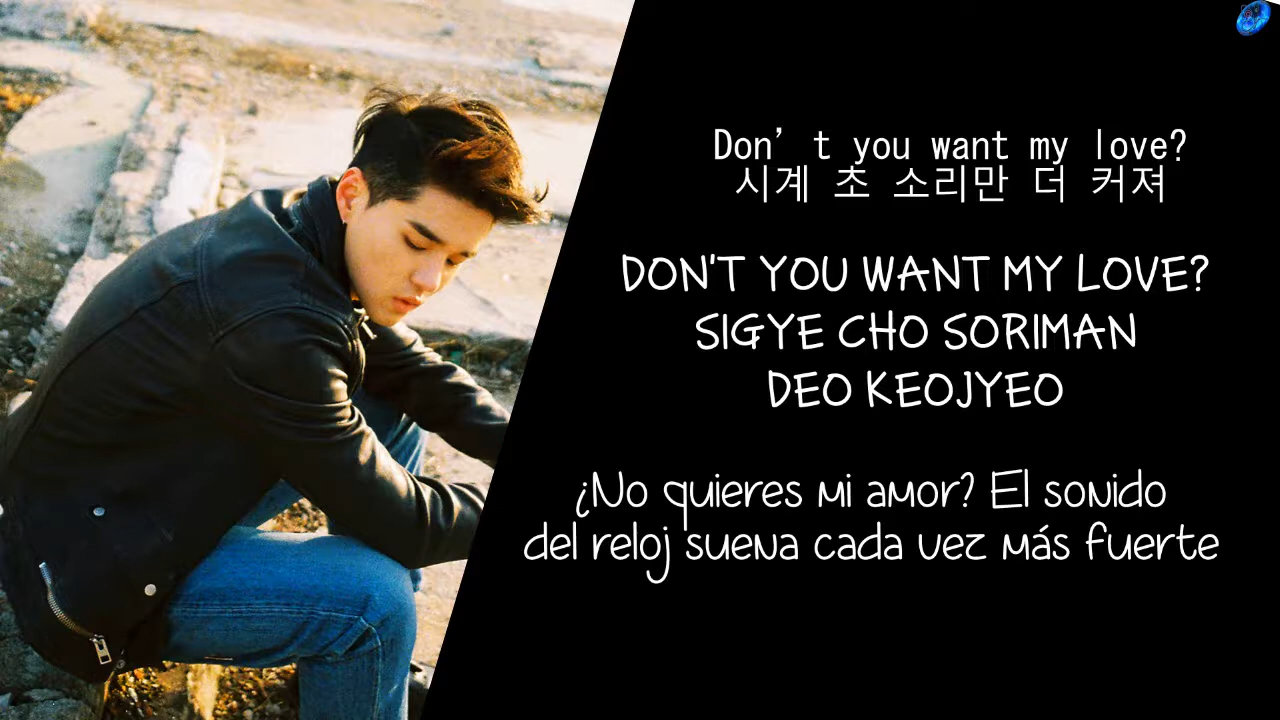 Don’t you want my love?
시계 초 소리만 더 커져
DON'T YOU WANT MY LOVE?
SIGYE CHO SORIMAN
DEO KEOJYEO
¿No quieres mi amor? El sonido
del reloj suena cada vez más fuerte